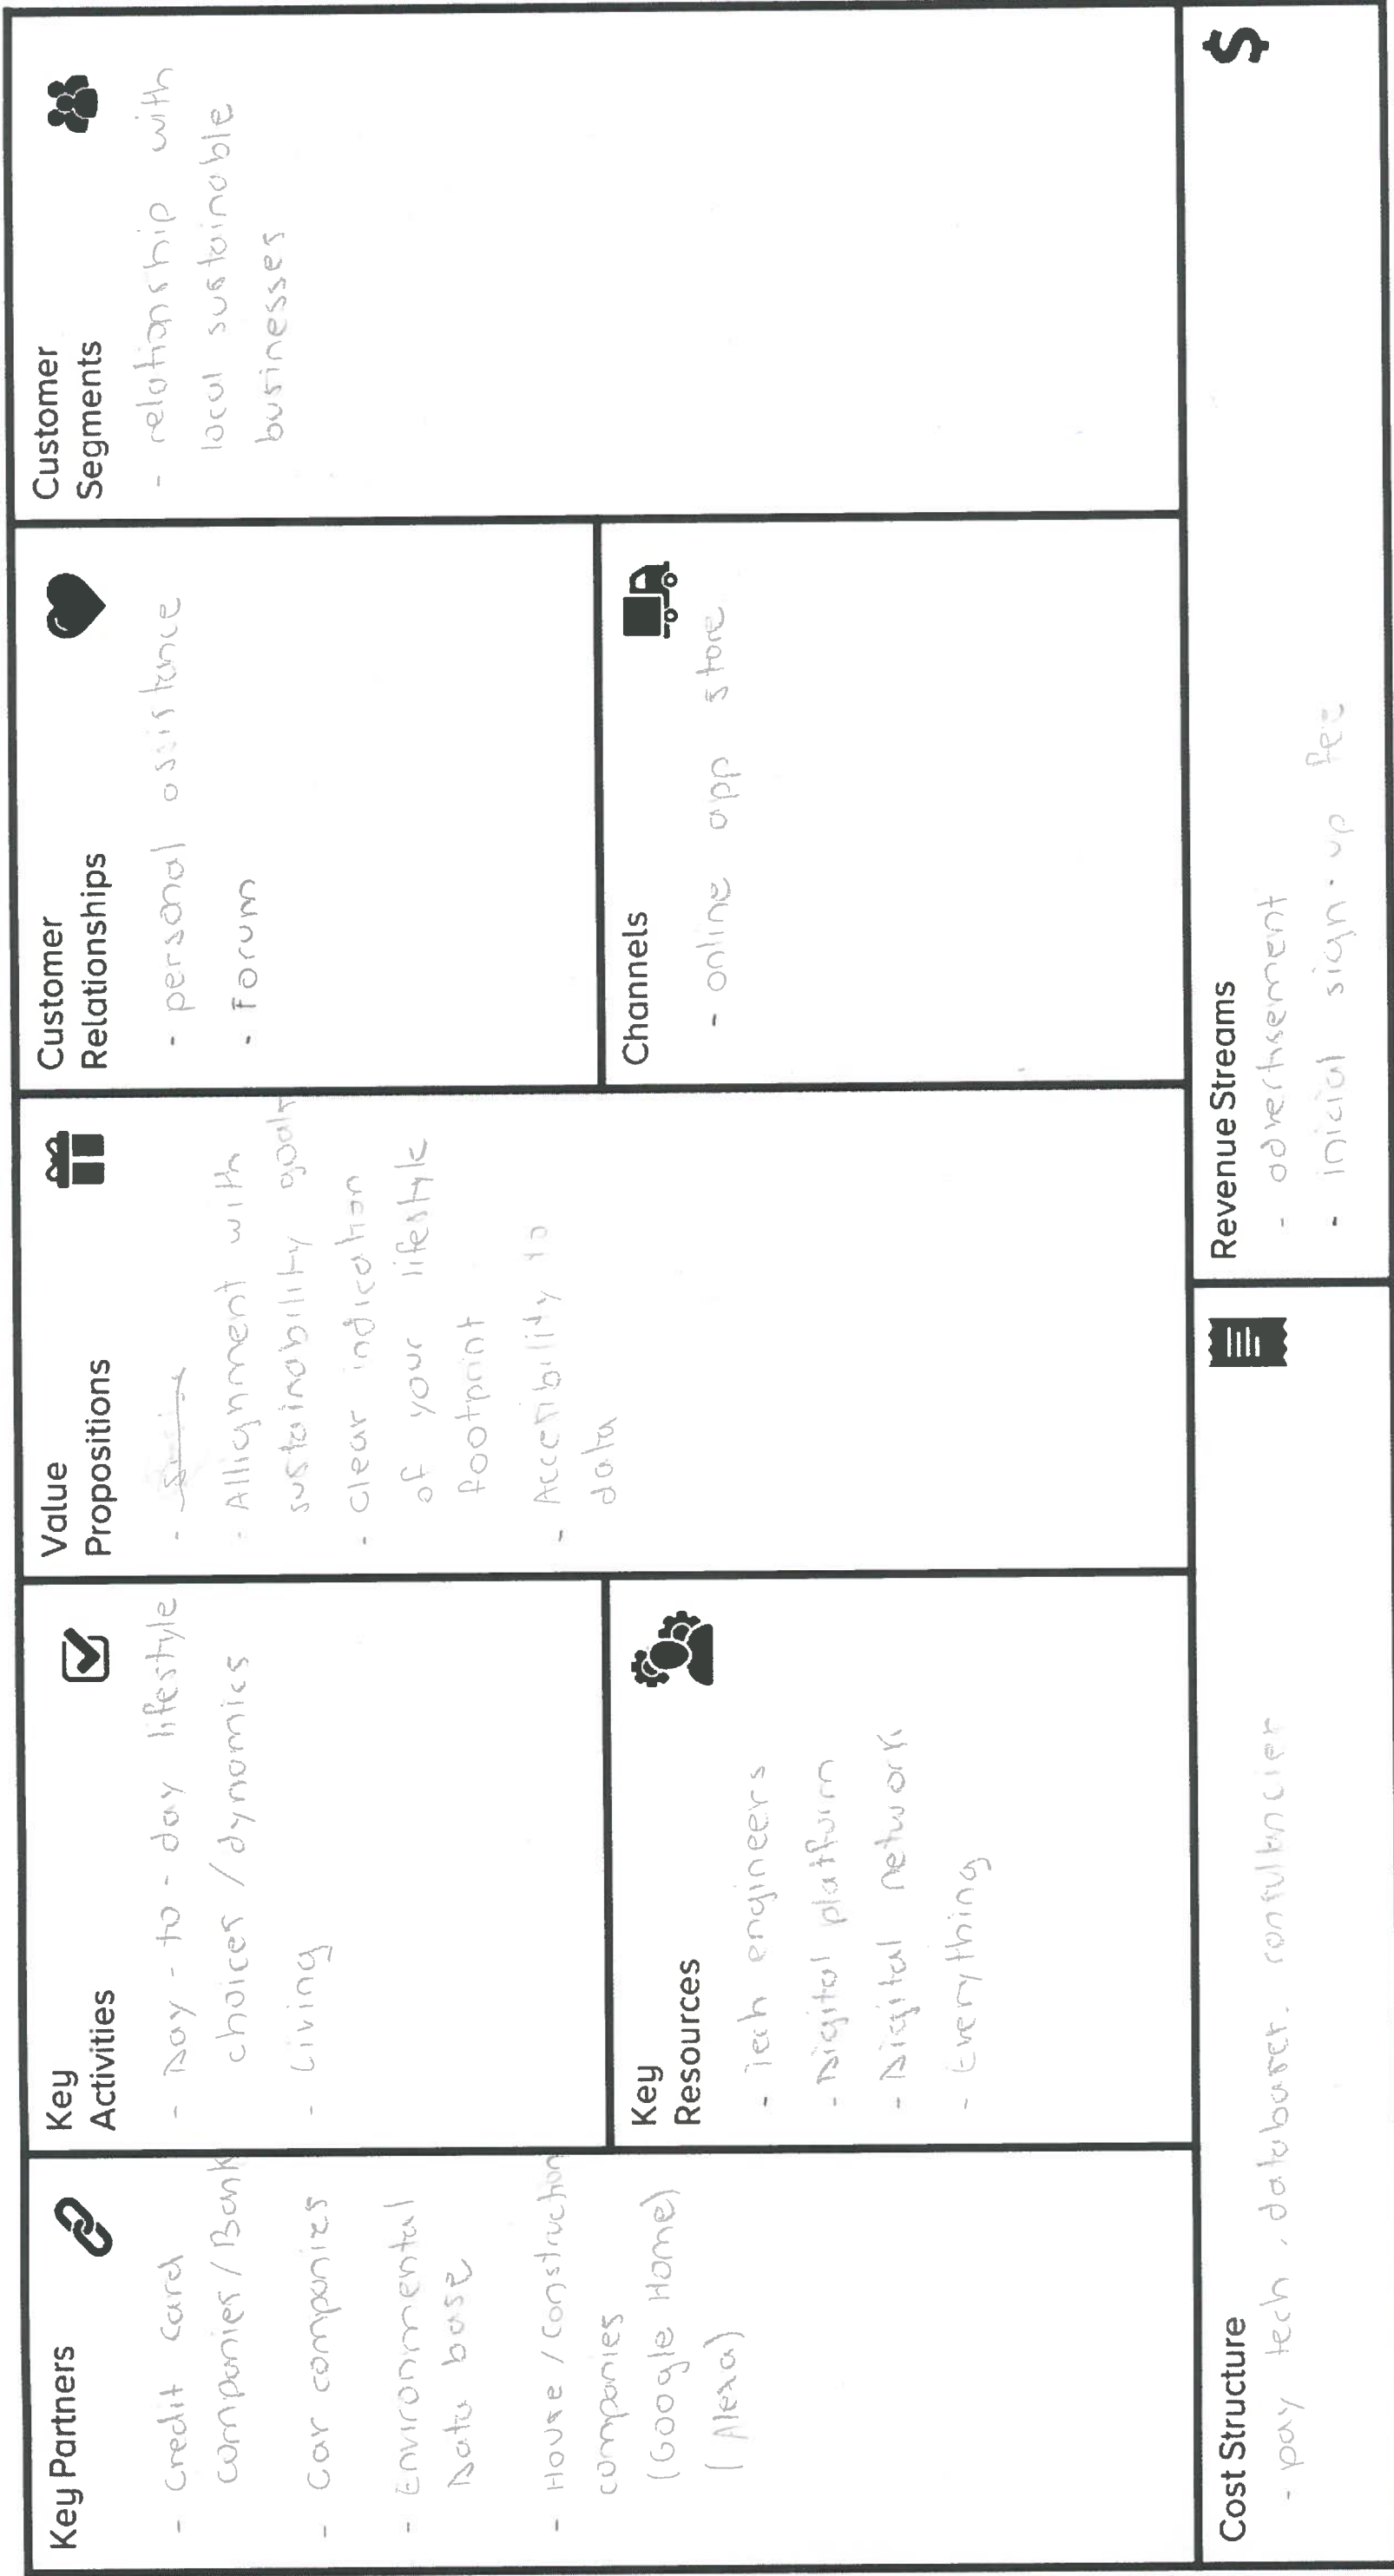 Key Partners
- Credit card
companies/Bank
- Car companies
- Environmental
Data base
- House/Construction
companies
(Google Home)
(Alexa)
Key
Activities
- Day-to-day lifestyle
choices/dynamics
- Living
Key
Resources
- Tech engineers
- Digital platform
- Digital network
- Everything
Value
Propositions
- Allignment with
sustainability goals
- Clear indication
of your lifestyle
footprint
- Accesibility to
data
Customer
Relationships
- personal assistance
- Forum
Channels
- online app store
Customer
Segments
- relationship with
local sustainable
businesses
Cost Structure
- pay tech, databases, consultancies
Revenue Streams
- advertisement
- inicial sign-up fee
$